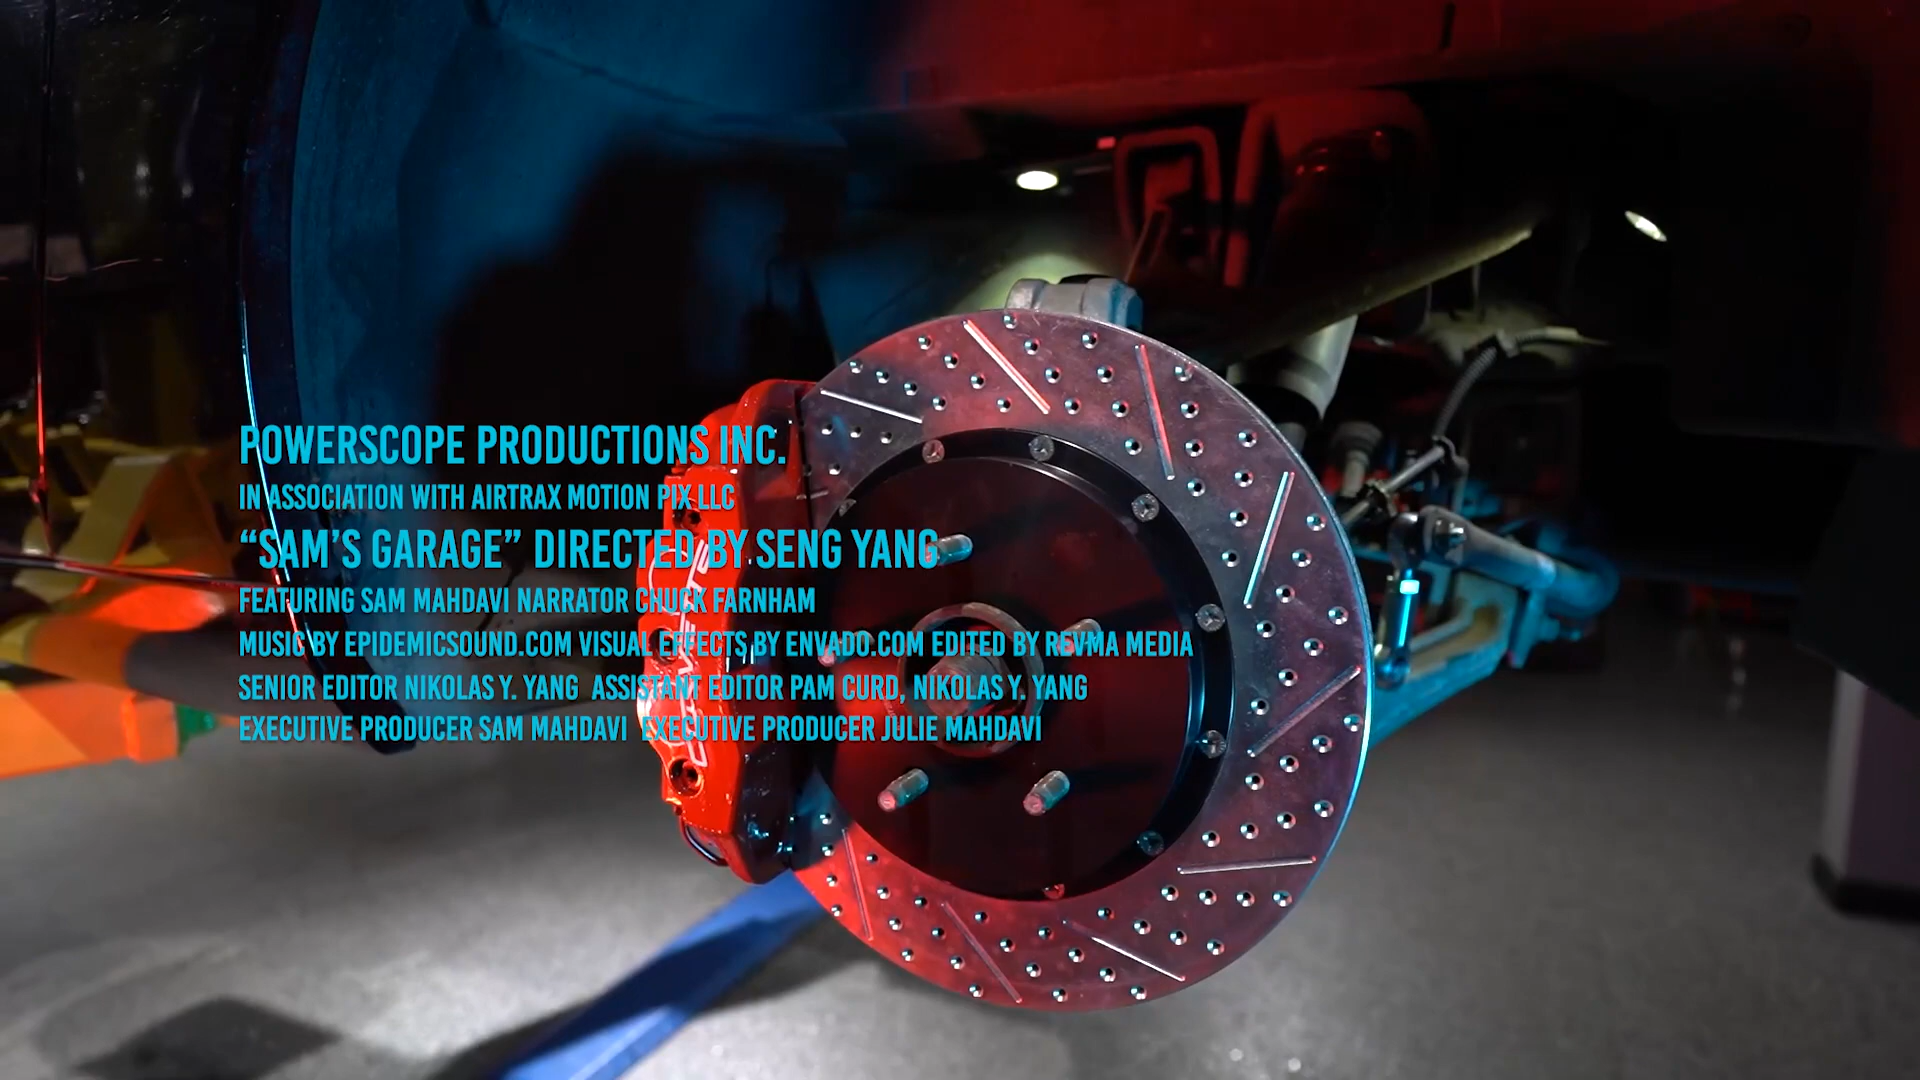 POWERSCOPE PRODUCTIONS INC.
IN ASSOCIATION WITH AIRTRAX MOTION PIX LLC
“SAM’S GARAGE” DIRECTED BY SENG YANG
FEATURING SAM MAHDAVI NARRATOR CHUCK FARNHAM
MUSIC BY EPIDEMICSOUND.COM VISUAL EFFECTS BY ENVADO.COM EDITED BY REVMA MEDIA
SENIOR EDITOR NIKOLAS Y. YANG ASSISTANT EDITOR PAM CURD, NIKOLAS Y. YANG
EXECUTIVE PRODUCER SAM MAHDAVI EXECUTIVE PRODUCER JULIE MAHDAVI